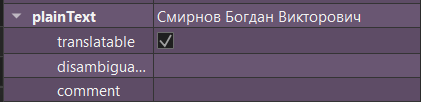 plainText Смирнов Богдан Викторович
translatable
disambigua...
comment